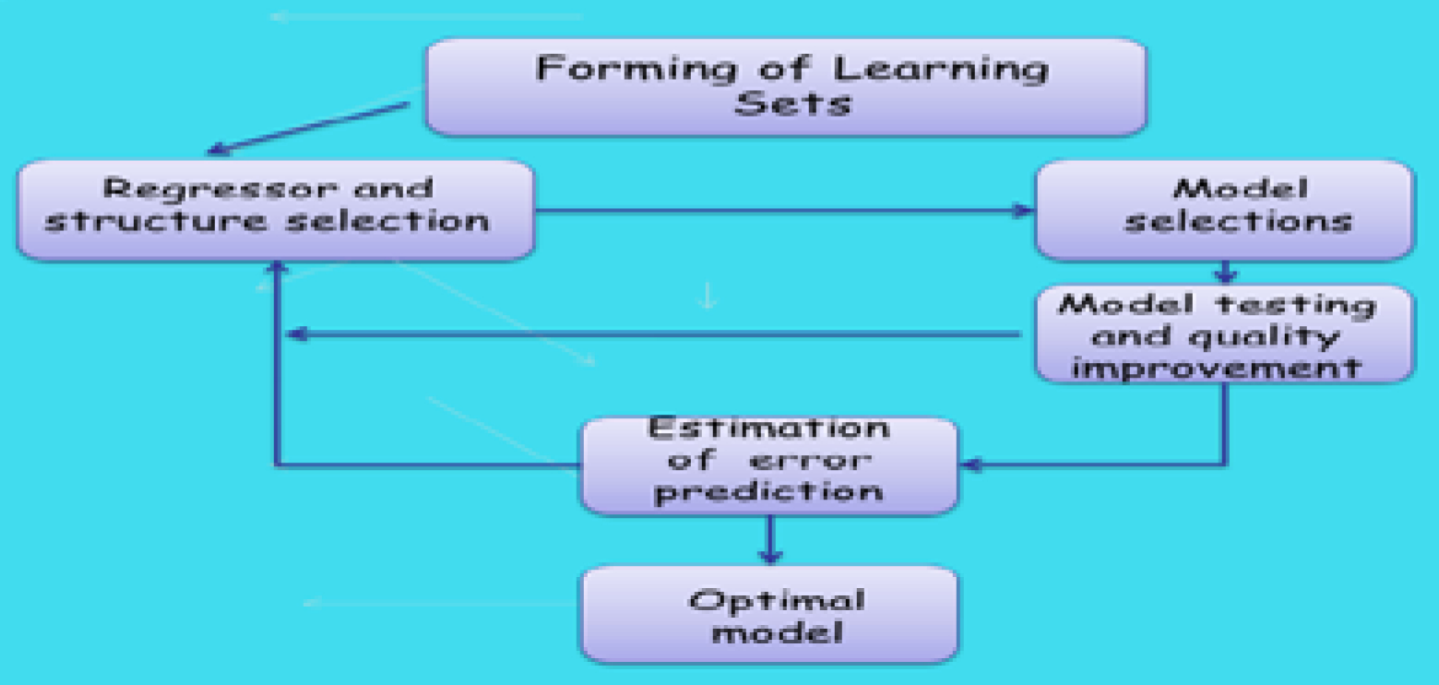 Forming of Learning
Sets
Regressor and
structure selection
Model
selections
Model testing
and quality
improvement
Estimation
of error
prediction
Optimal
model